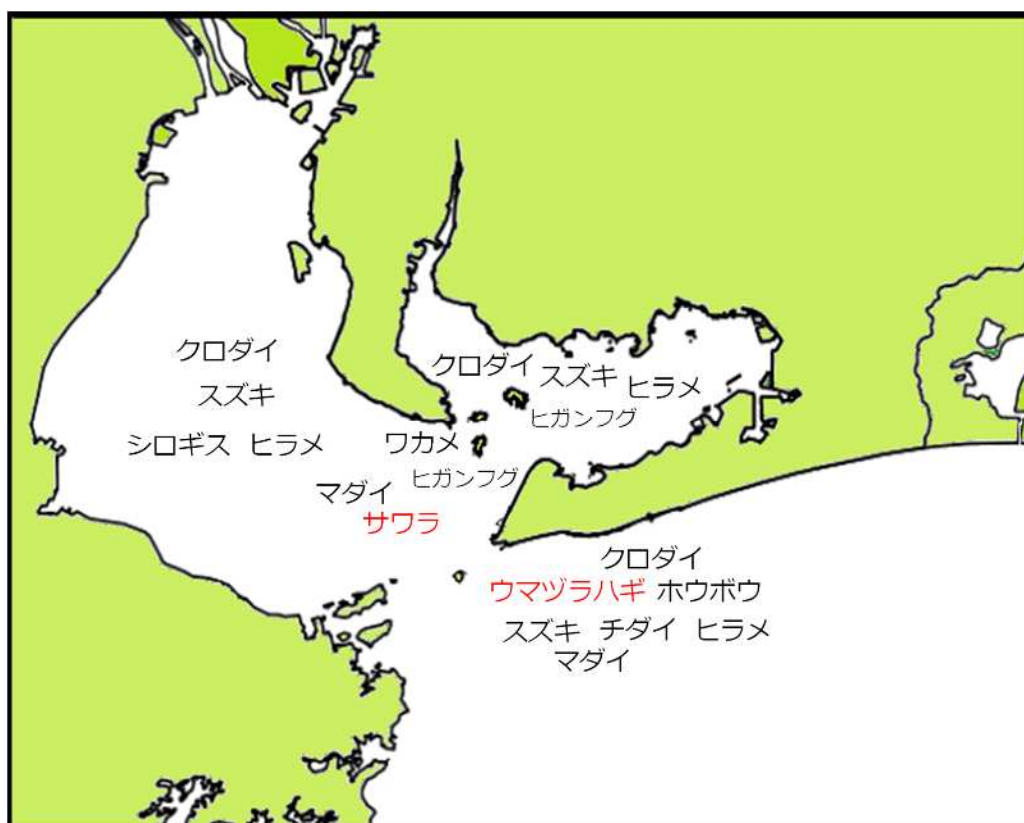 クロダイ
スズキ
シロギス ヒラメ
クロダイ
スズキ
ヒラメ
ヒガンフグ
ワカメ
ヒガンフグ
マダイ
サワラ
クロダイ
ウマヅラハギ ホウボウ
スズキ チダイ ヒラメ
マダイ